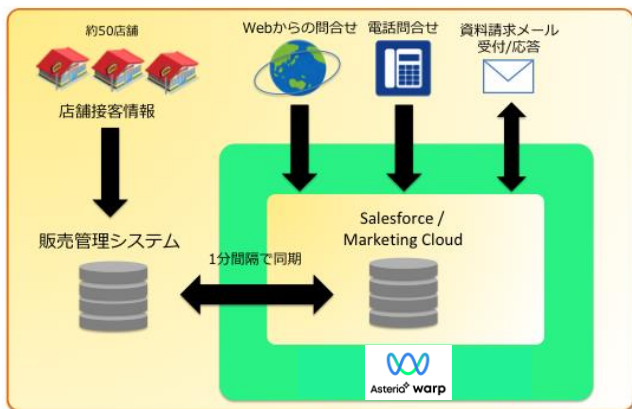 約50店舗
Webからの問合せ
電話問合せ
資料請求メール
受付/応答
店舗接客情報
Salesforce /
Marketing Cloud
販売管理システム
1分間隔で同期
Asteria warp